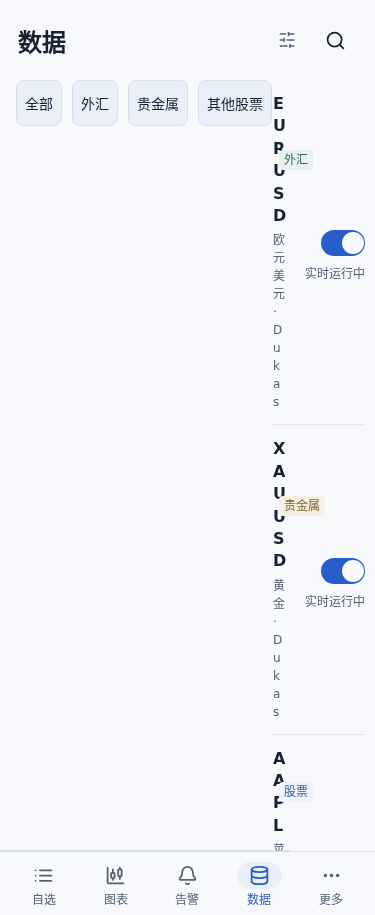 数据
全部 外汇 贵金属 其他股票
EURUSD
外汇
欧元美元 · Dukas
实时运行中
XAUUSD
贵金属
黄金 · Dukas
实时运行中
AAPL
股票
自选 图表 告警 数据 更多